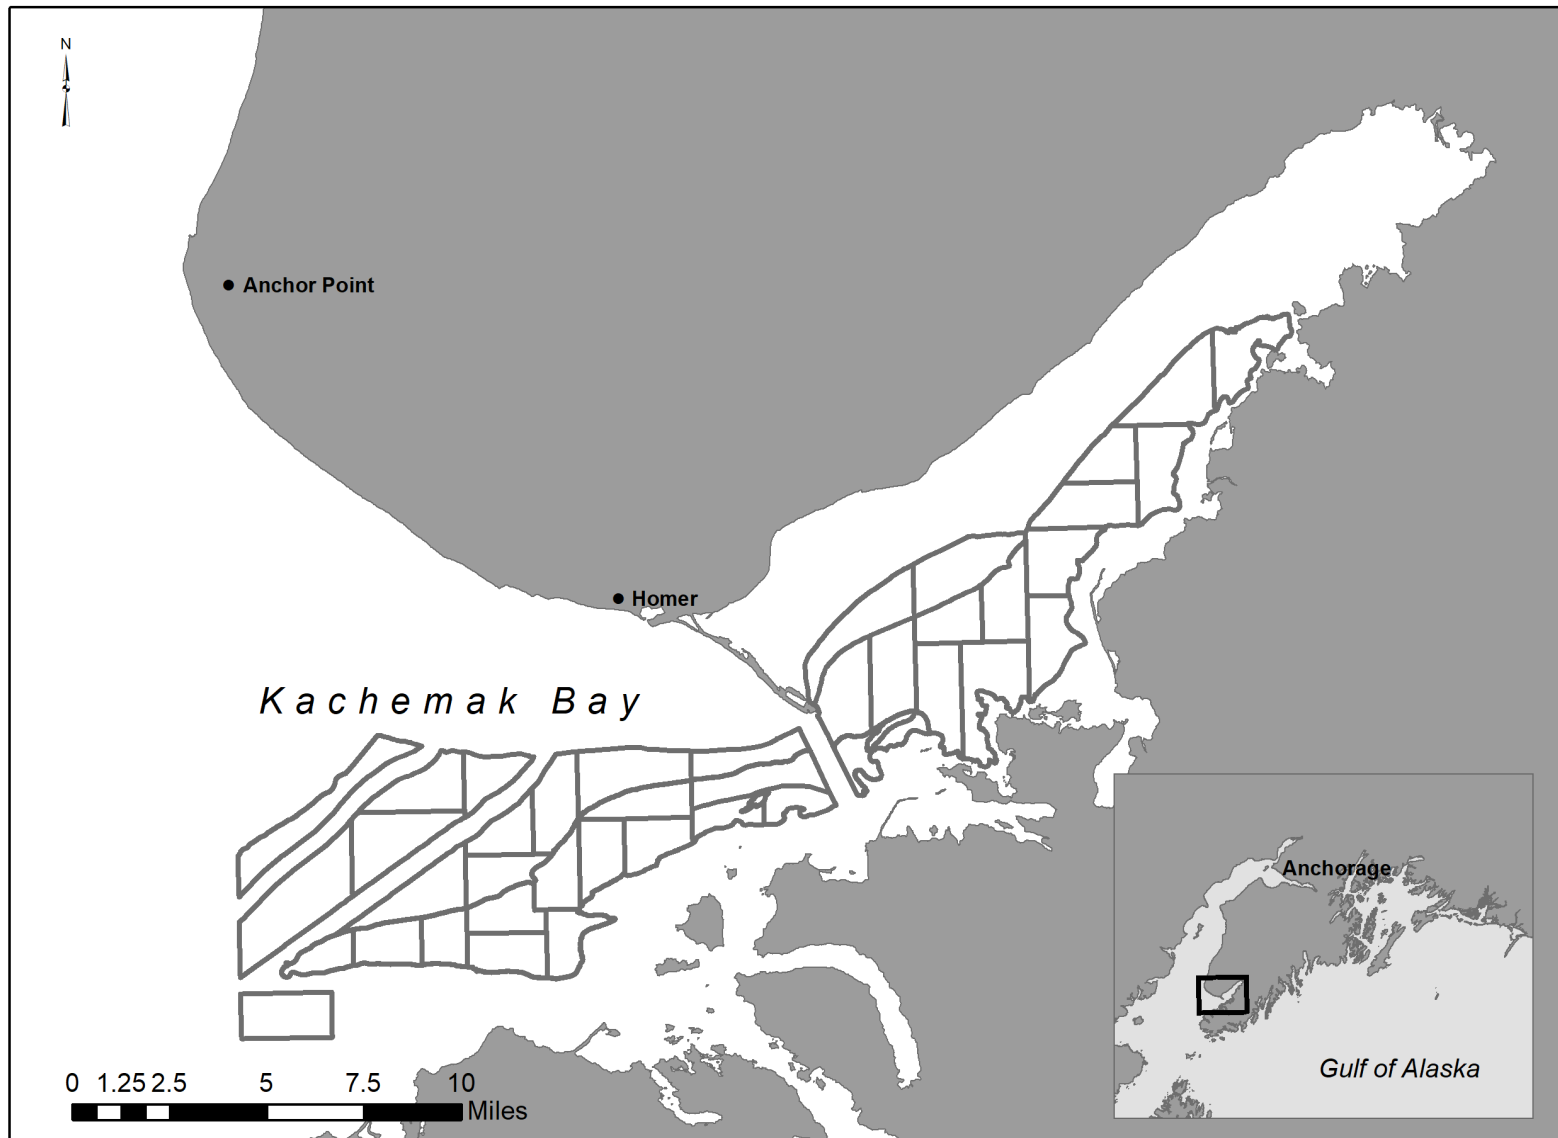 N
Anchor Point
Homer
Kachemak Bay
Anchorage
Gulf of Alaska
0 1.25 2.5 5 7.5 10
Miles